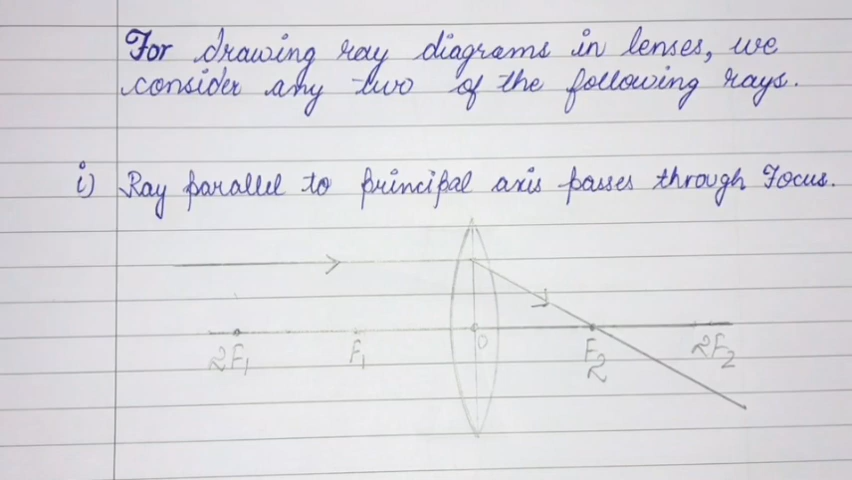 For drawing ray diagrams in lenses, we
consider any two of the following rays.
i) Ray parallel to principal axis passes through Focus.
2F₁ F₁ O F₂ 2F₂